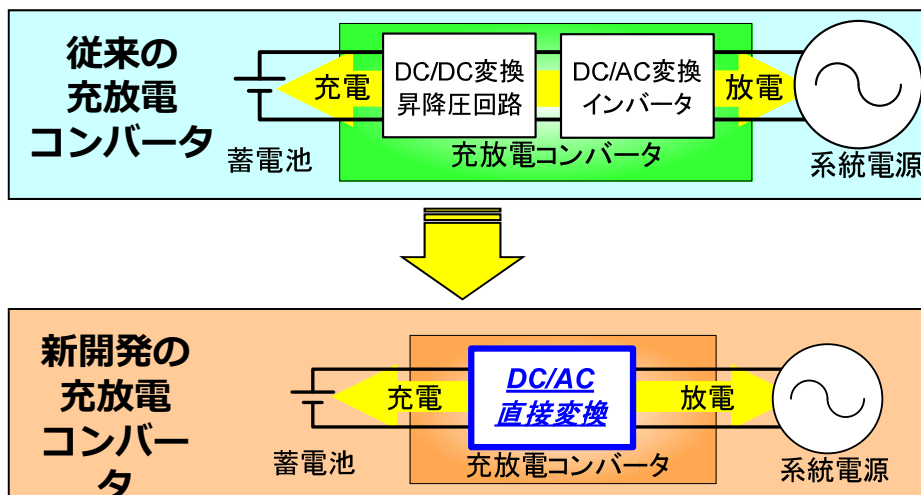 従来の
充放電
コンバータ
充電
DC/DC変換
昇降圧回路
DC/AC変換
インバータ
放電
蓄電池
充放電コンバータ
系統電源
新開発の
充放電
コンバー
タ
充電
DC/AC
直接変換
放電
蓄電池
充放電コンバータ
系統電源